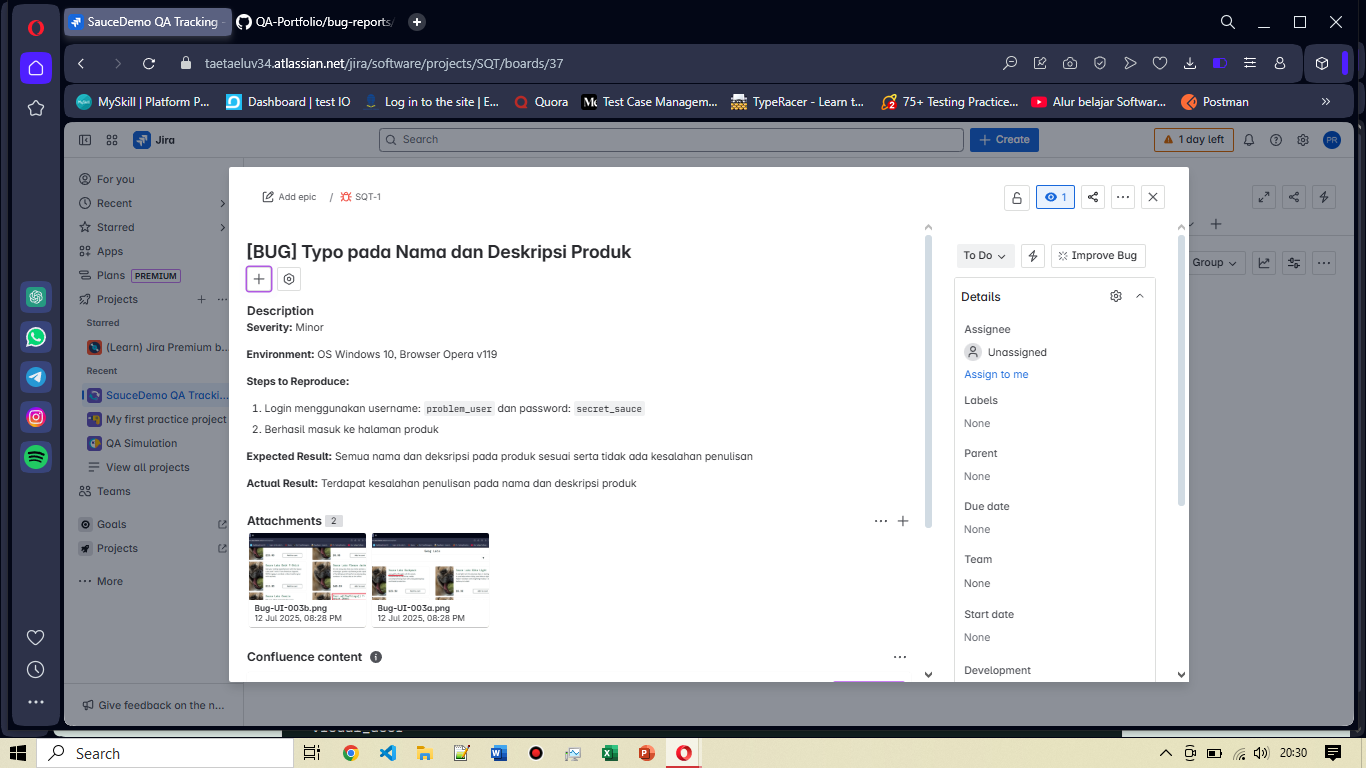 SauceDemo QA Tracking -
QA-Portfolio/bug-reports/
taetaeluv34.atlassian.net/jira/software/projects/SQT/boards/37
MySkill | Platform P...
Dashboard | test IO
Log in to the site | E...
Quora
Test Case Managem...
TypeRacer - Learn t...
75+ Testing Practice...
Alur belajar Softwar...
Postman
Jira
Search
Create
1 day left
PR
For you
Recent
Starred
Apps
Plans PREMIUM
Projects
Starred
(Learn) Jira Premium b...
Recent
SauceDemo QA Tracki...
My first practice project
QA Simulation
View all projects
Teams
Goals
Projects
More
Give feedback on the n...
Add epic / SQT-1
1
[BUG] Typo pada Nama dan Deskripsi Produk
Description
Severity: Minor
Environment: OS Windows 10, Browser Opera v119
Steps to Reproduce:
1. Login menggunakan username: problem_user dan password: secret_sauce
2. Berhasil masuk ke halaman produk
Expected Result: Semua nama dan deksripsi pada produk sesuai serta tidak ada kesalahan penulisan
Actual Result: Terdapat kesalahan penulisan pada nama dan deskripsi produk
Attachments 2
Bug-UI-003b.png
12 Jul 2025, 08:28 PM
Bug-UI-003a.png
12 Jul 2025, 08:28 PM
Confluence content
To Do
Improve Bug
Details
Assignee
Unassigned
Assign to me
Labels
None
Parent
None
Due date
None
Team
None
Start date
None
Development
Group
Search
20:30